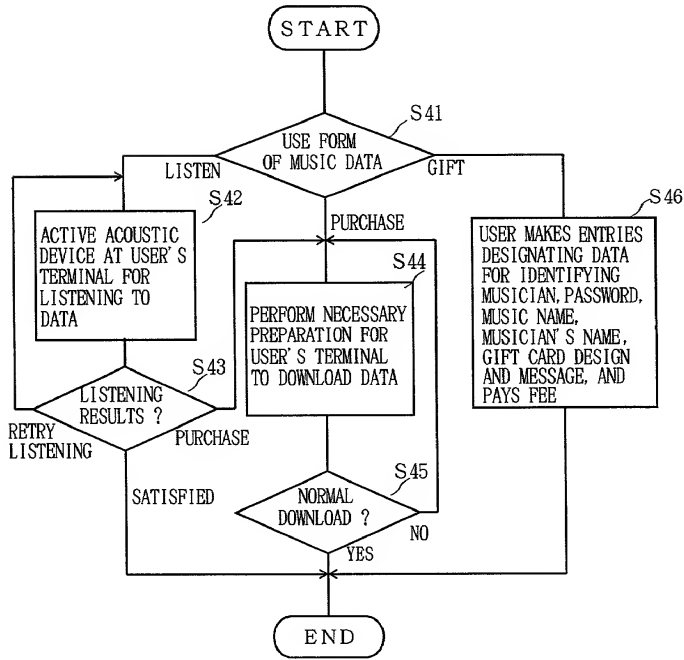 START
S41
USE FORM
OF MUSIC DATA
LISTEN
GIFT
PURCHASE
S42
ACTIVE ACOUSTIC
DEVICE AT USER'S
TERMINAL FOR
LISTENING TO
DATA
S44
PERFORM NECESSARY
PREPARATION FOR
USER'S TERMINAL
TO DOWNLOAD DATA
S46
USER MAKES ENTRIES
DESIGNATING DATA
FOR IDENTIFYING
MUSICIAN, PASSWORD,
MUSIC NAME,
MUSICIAN'S NAME,
GIFT CARD DESIGN
AND MESSAGE, AND
PAYS FEE
S43
LISTENING
RESULTS ?
RETRY
LISTENING
PURCHASE
SATISFIED
S45
NORMAL
DOWNLOAD ?
NO
YES
END